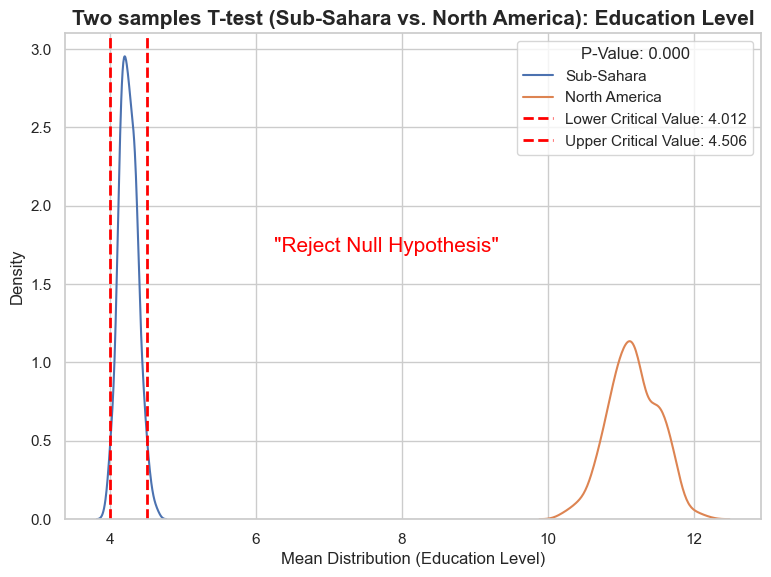 Two samples T-test (Sub-Sahara vs. North America): Education Level
P-Value: 0.000
Sub-Sahara
North America
Lower Critical Value: 4.012
Upper Critical Value: 4.506
"Reject Null Hypothesis"
Density
3.0
2.5
2.0
1.5
1.0
0.5
0.0
4
6
8
10
12
Mean Distribution (Education Level)